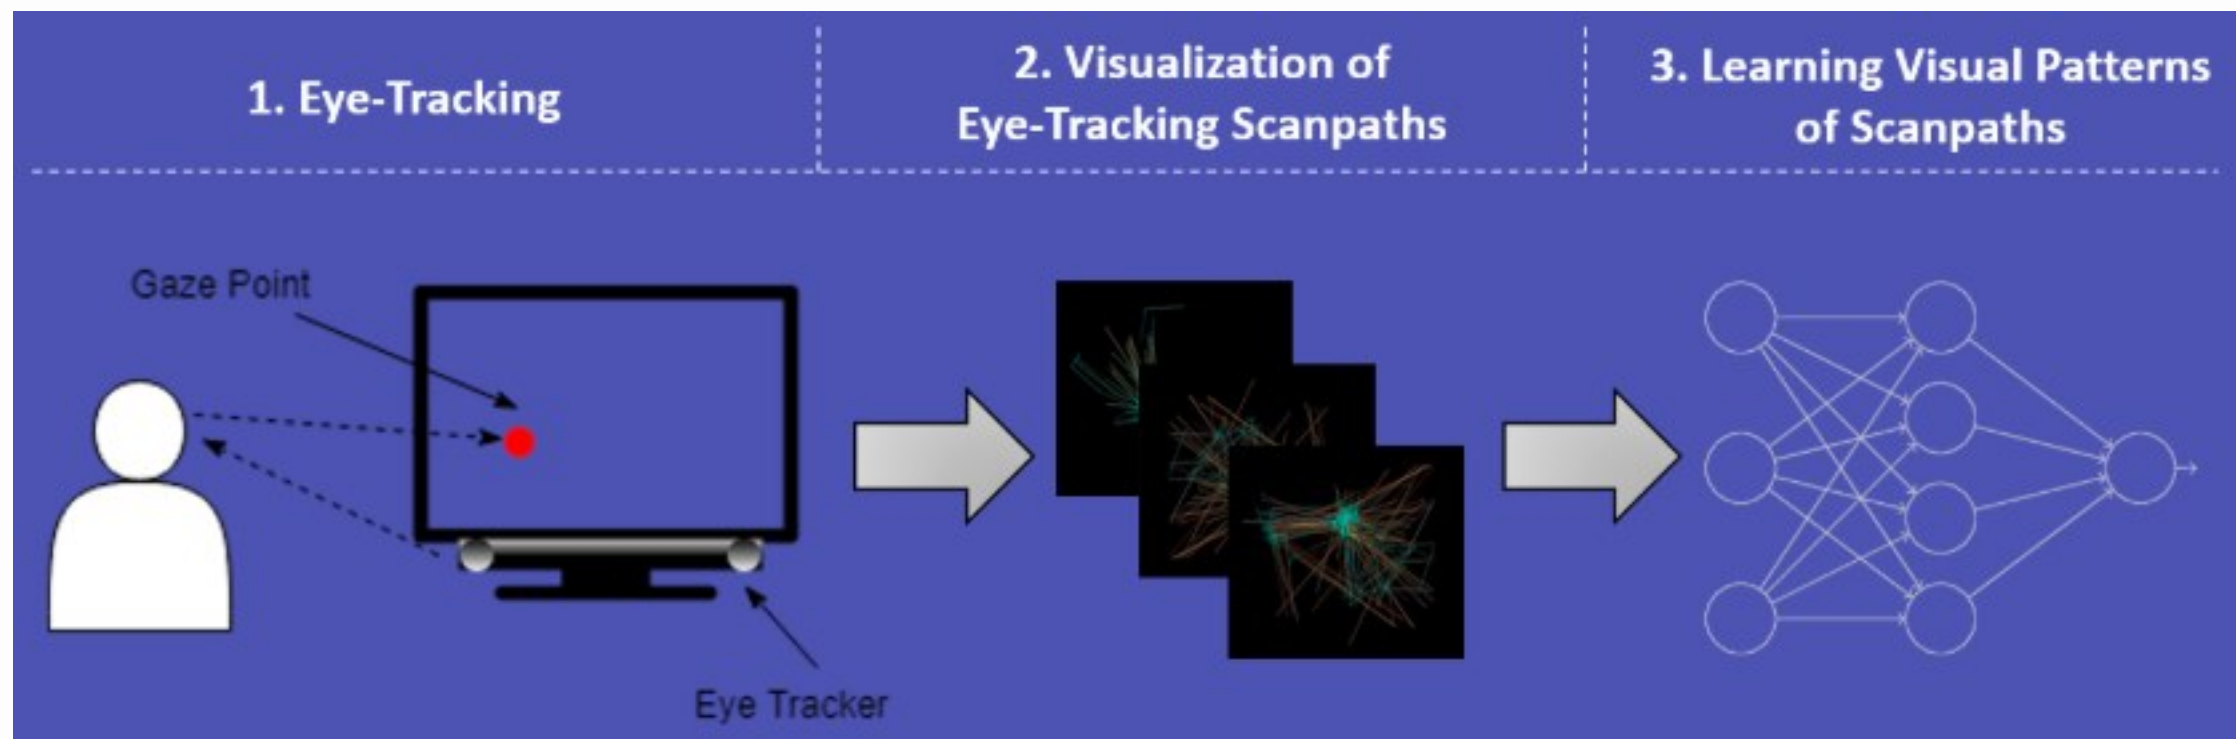 1. Eye-Tracking
2. Visualization of
Eye-Tracking Scanpaths
3. Learning Visual Patterns
of Scanpaths
Gaze Point
Eye Tracker